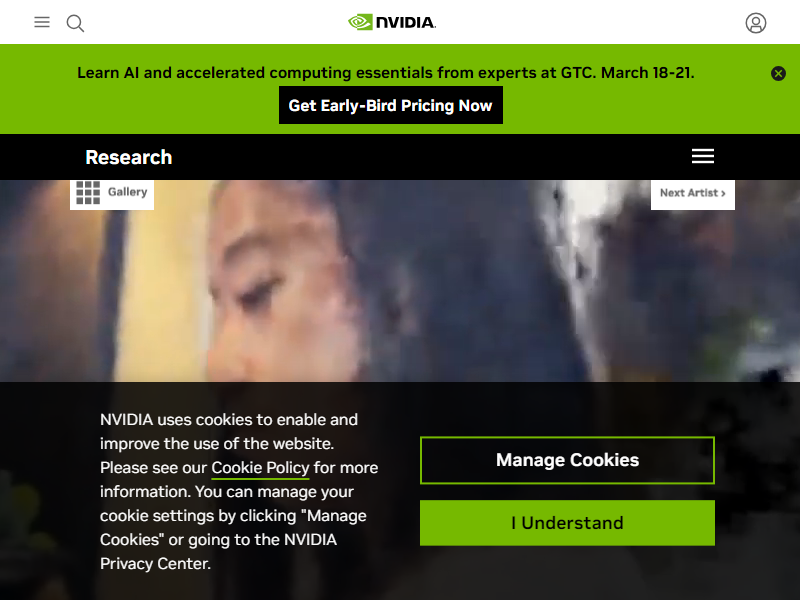 NVIDIA.
Learn AI and accelerated computing essentials from experts at GTC. March 18-21.
Get Early-Bird Pricing Now
Research
Gallery
Next Artist ›
NVIDIA uses cookies to enable and
improve the use of the website.
Please see our Cookie Policy for more
information. You can manage your
cookie settings by clicking "Manage
Cookies" or going to the NVIDIA
Privacy Center.
Manage Cookies
I Understand